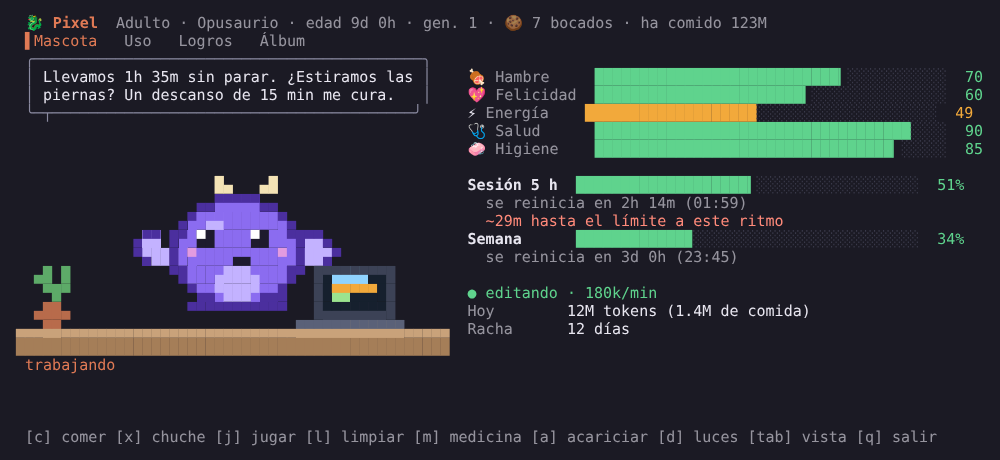 Pixel Adulto · Opusaurio · edad 9d 0h · gen. 1 · 🍪 7 bocados · ha comido 123M
Mascota Uso Logros Álbum
Llevamos 1h 35m sin parar. ¿Estiramos las
piernas? Un descanso de 15 min me cura.
Hambre 70
Felicidad 60
Energía 49
Salud 90
Higiene 85
Sesión 5 h 51%
se reinicia en 2h 14m (01:59)
~29m hasta el límite a este ritmo
Semana 34%
se reinicia en 3d 0h (23:45)
● editando · 180k/min
Hoy 12M tokens (1.4M de comida)
Racha 12 días
trabajando
[c] comer [x] chuche [j] jugar [l] limpiar [m] medicina [a] acariciar [d] luces [tab] vista [q] salir